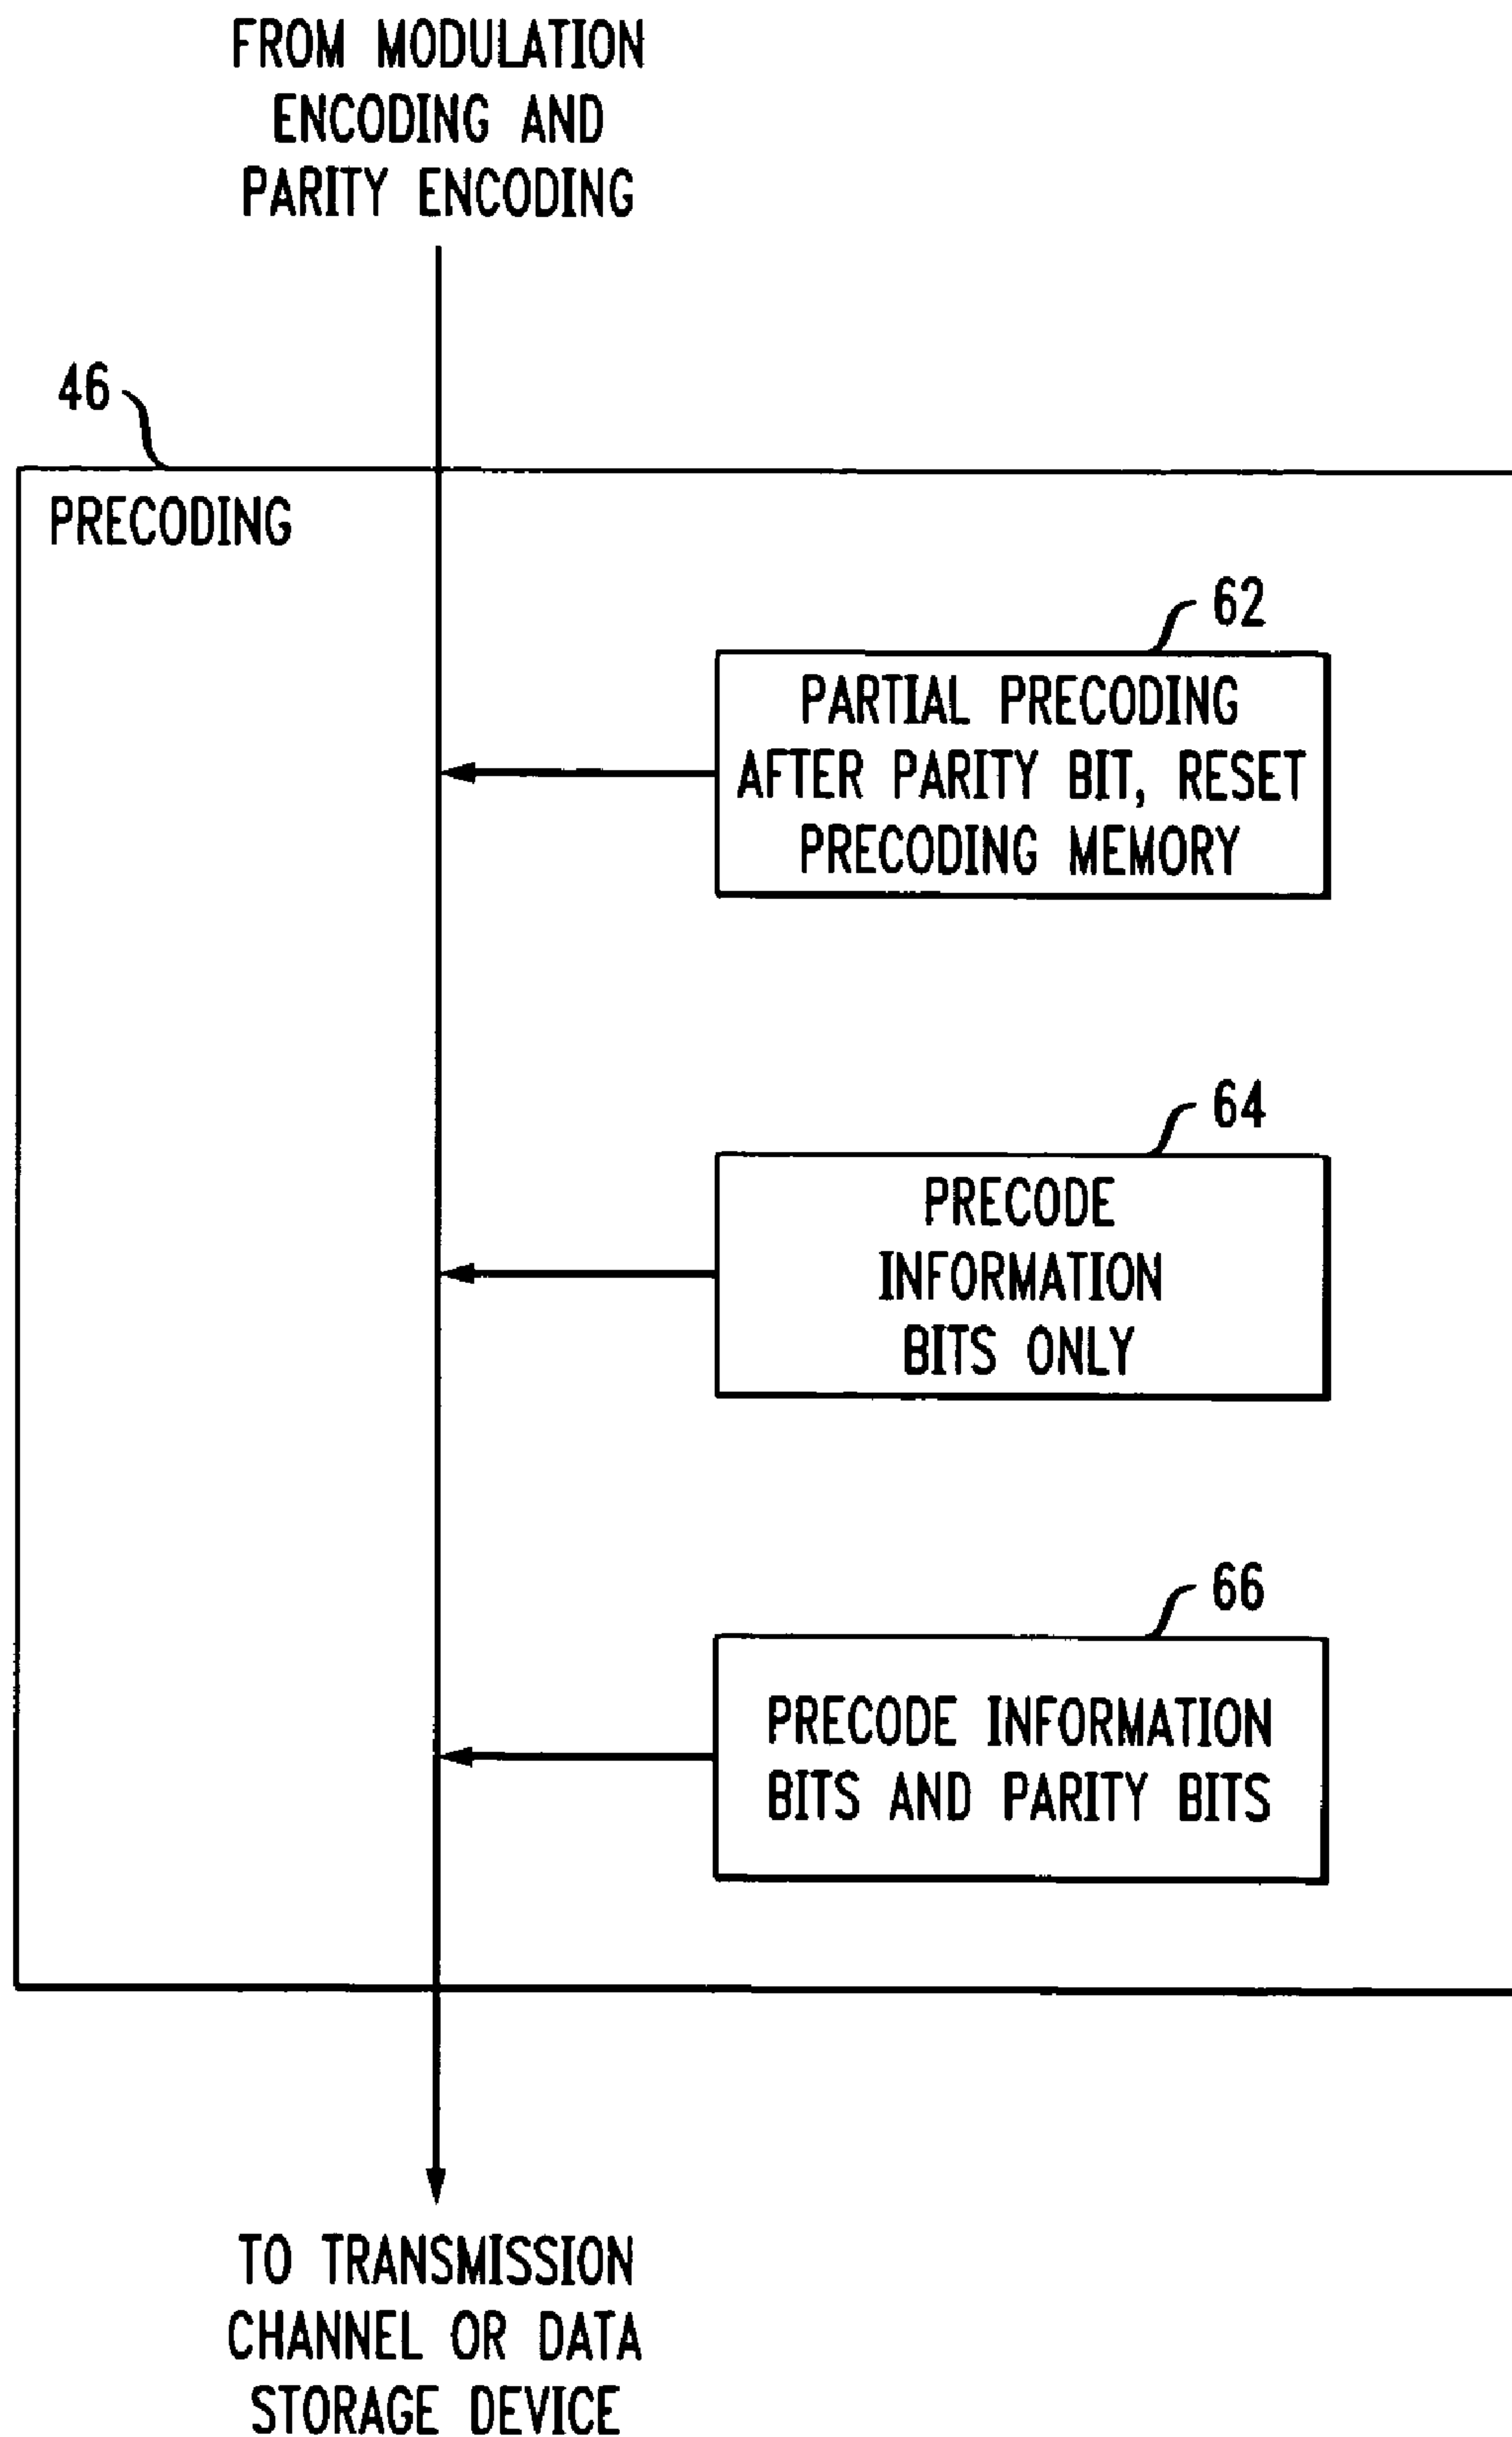 FROM MODULATION
ENCODING AND
PARITY ENCODING
46
PRECODING
62
PARTIAL PRECODING
AFTER PARITY BIT, RESET
PRECODING MEMORY
64
PRECODE
INFORMATION
BITS ONLY
66
PRECODE INFORMATION
BITS AND PARITY BITS
TO TRANSMISSION
CHANNEL OR DATA
STORAGE DEVICE